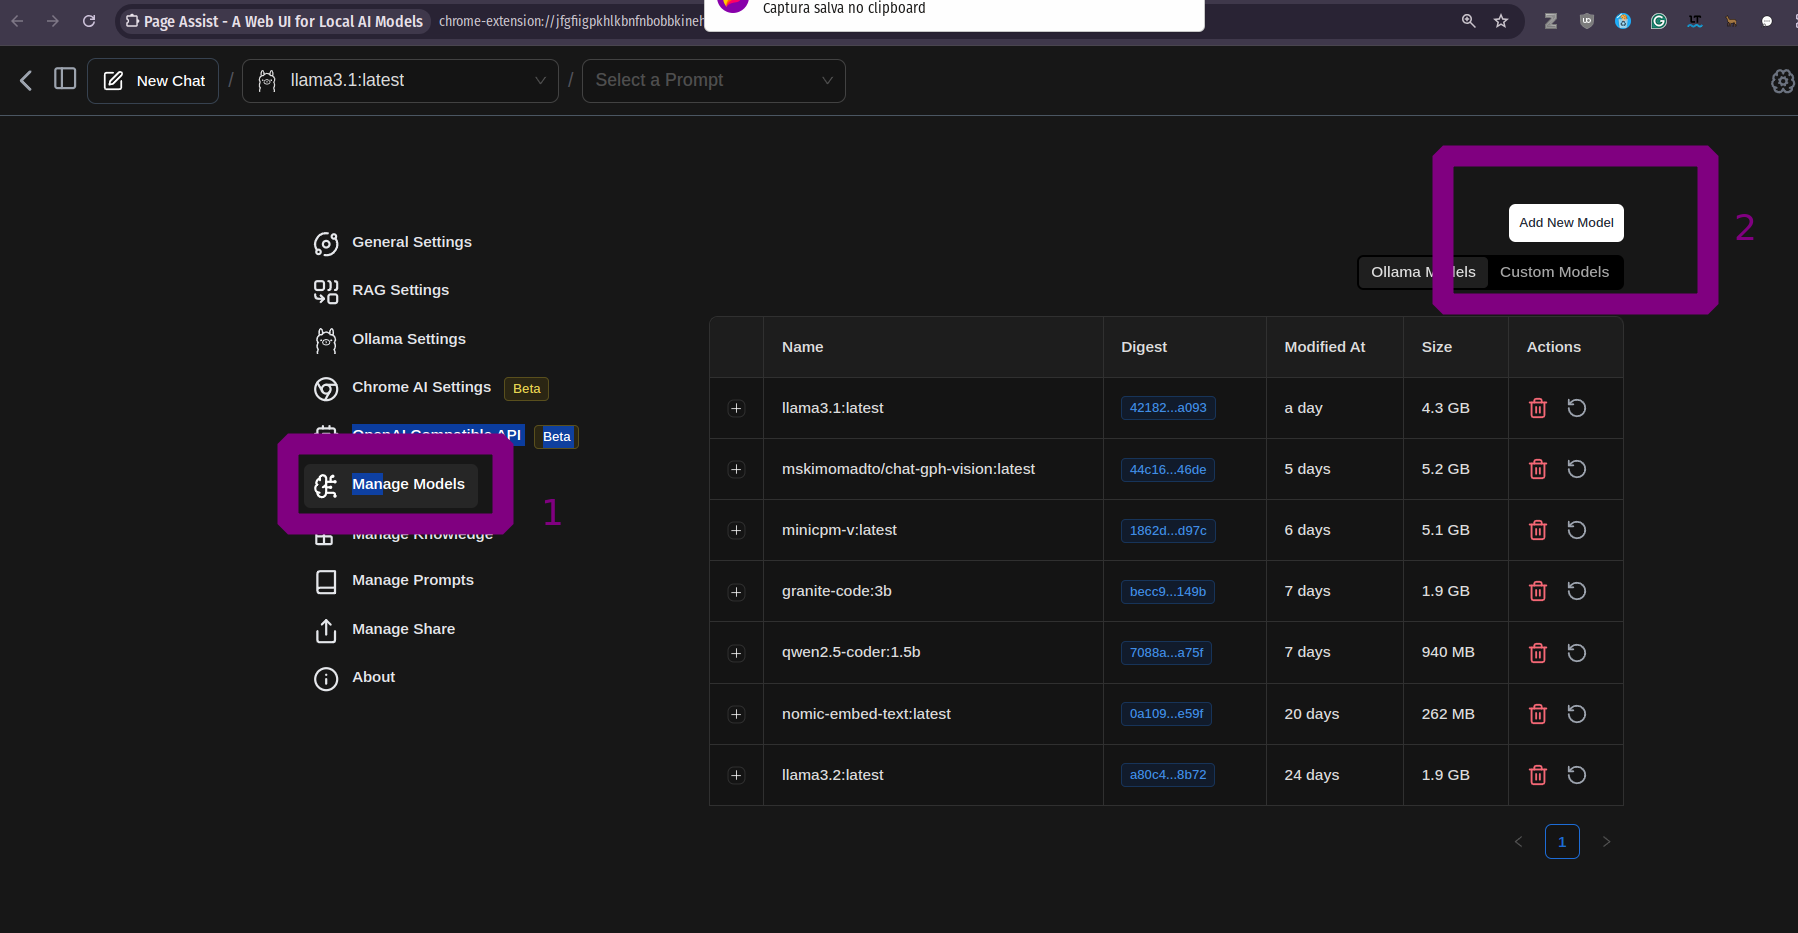 Page Assist - A Web UI for Local AI Models chrome-extension://jfgfiigpkhlkbnfnbobbkineh
Captura salva no clipboard
New Chat / llama3.1:latest / Select a Prompt
Add New Model
2
Ollama Models Custom Models
General Settings
RAG Settings
Ollama Settings
Chrome AI Settings Beta
OpenAI Compatible API Beta
Manage Models
1
Manage Knowledge
Manage Prompts
Manage Share
About
Name Digest Modified At Size Actions
llama3.1:latest 42182...a093 a day 4.3 GB
mskimomadto/chat-gph-vision:latest 44c16...46de 5 days 5.2 GB
minicpm-v:latest 1862d...d97c 6 days 5.1 GB
granite-code:3b becc9...149b 7 days 1.9 GB
qwen2.5-coder:1.5b 7088a...a75f 7 days 940 MB
nomic-embed-text:latest 0a109...e59f 20 days 262 MB
llama3.2:latest a80c4...8b72 24 days 1.9 GB
1